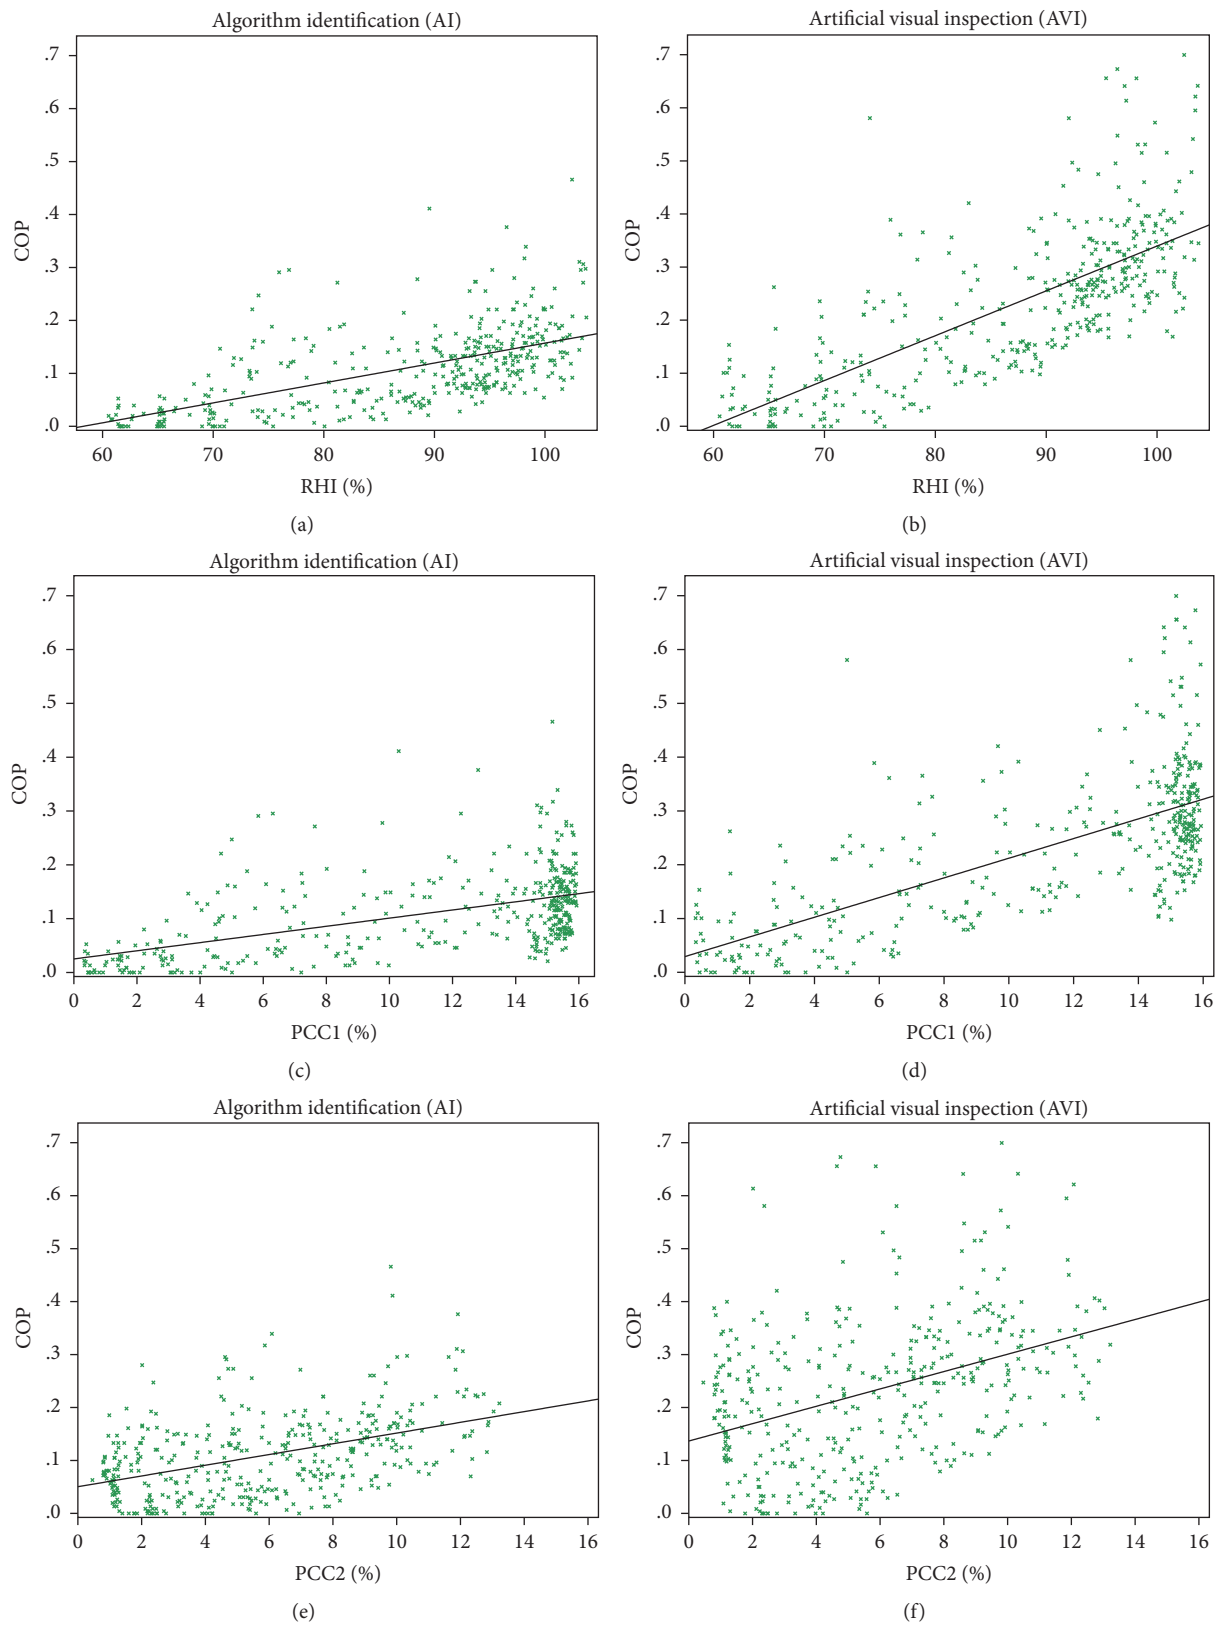 Algorithm identification (AI)
.7
.6
.5
.4
.3
.2
.1
.0
COP
60 70 80 90 100
RHI (%)
(a)
Artificial visual inspection (AVI)
.7
.6
.5
.4
.3
.2
.1
.0
COP
60 70 80 90 100
RHI (%)
(b)
Algorithm identification (AI)
.7
.6
.5
.4
.3
.2
.1
.0
COP
0 2 4 6 8 10 12 14 16
PCC1 (%)
(c)
Artificial visual inspection (AVI)
.7
.6
.5
.4
.3
.2
.1
.0
COP
0 2 4 6 8 10 12 14 16
PCC1 (%)
(d)
Algorithm identification (AI)
.7
.6
.5
.4
.3
.2
.1
.0
COP
0 2 4 6 8 10 12 14 16
PCC2 (%)
(e)
Artificial visual inspection (AVI)
.7
.6
.5
.4
.3
.2
.1
.0
COP
0 2 4 6 8 10 12 14 16
PCC2 (%)
(f)